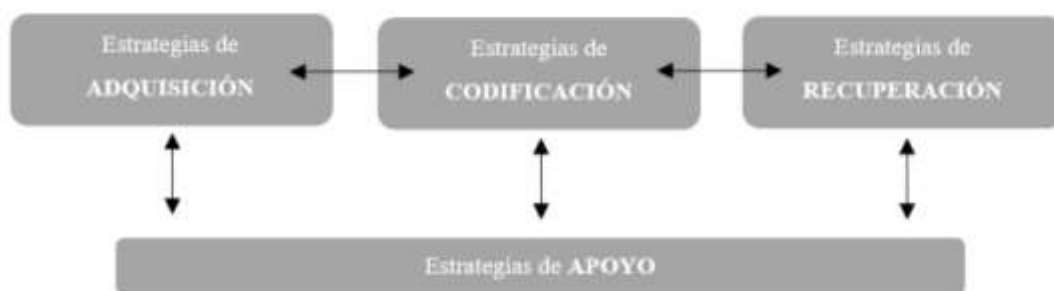 Estrategias de
ADQUISICIÓN
Estrategias de
CODIFICACIÓN
Estrategias de
RECUPERACIÓN
Estrategias de APOYO